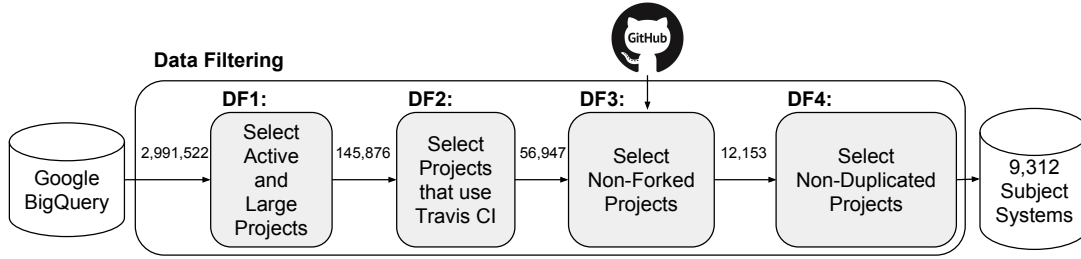 GitHub
Data Filtering
DF1:
DF2:
DF3:
DF4:
Google
BigQuery
2,991,522
Select
Active
and
Large
Projects
145,876
Select
Projects
that use
Travis CI
56,947
Select
Non-Forked
Projects
12,153
Select
Non-Duplicated
Projects
9,312
Subject
Systems